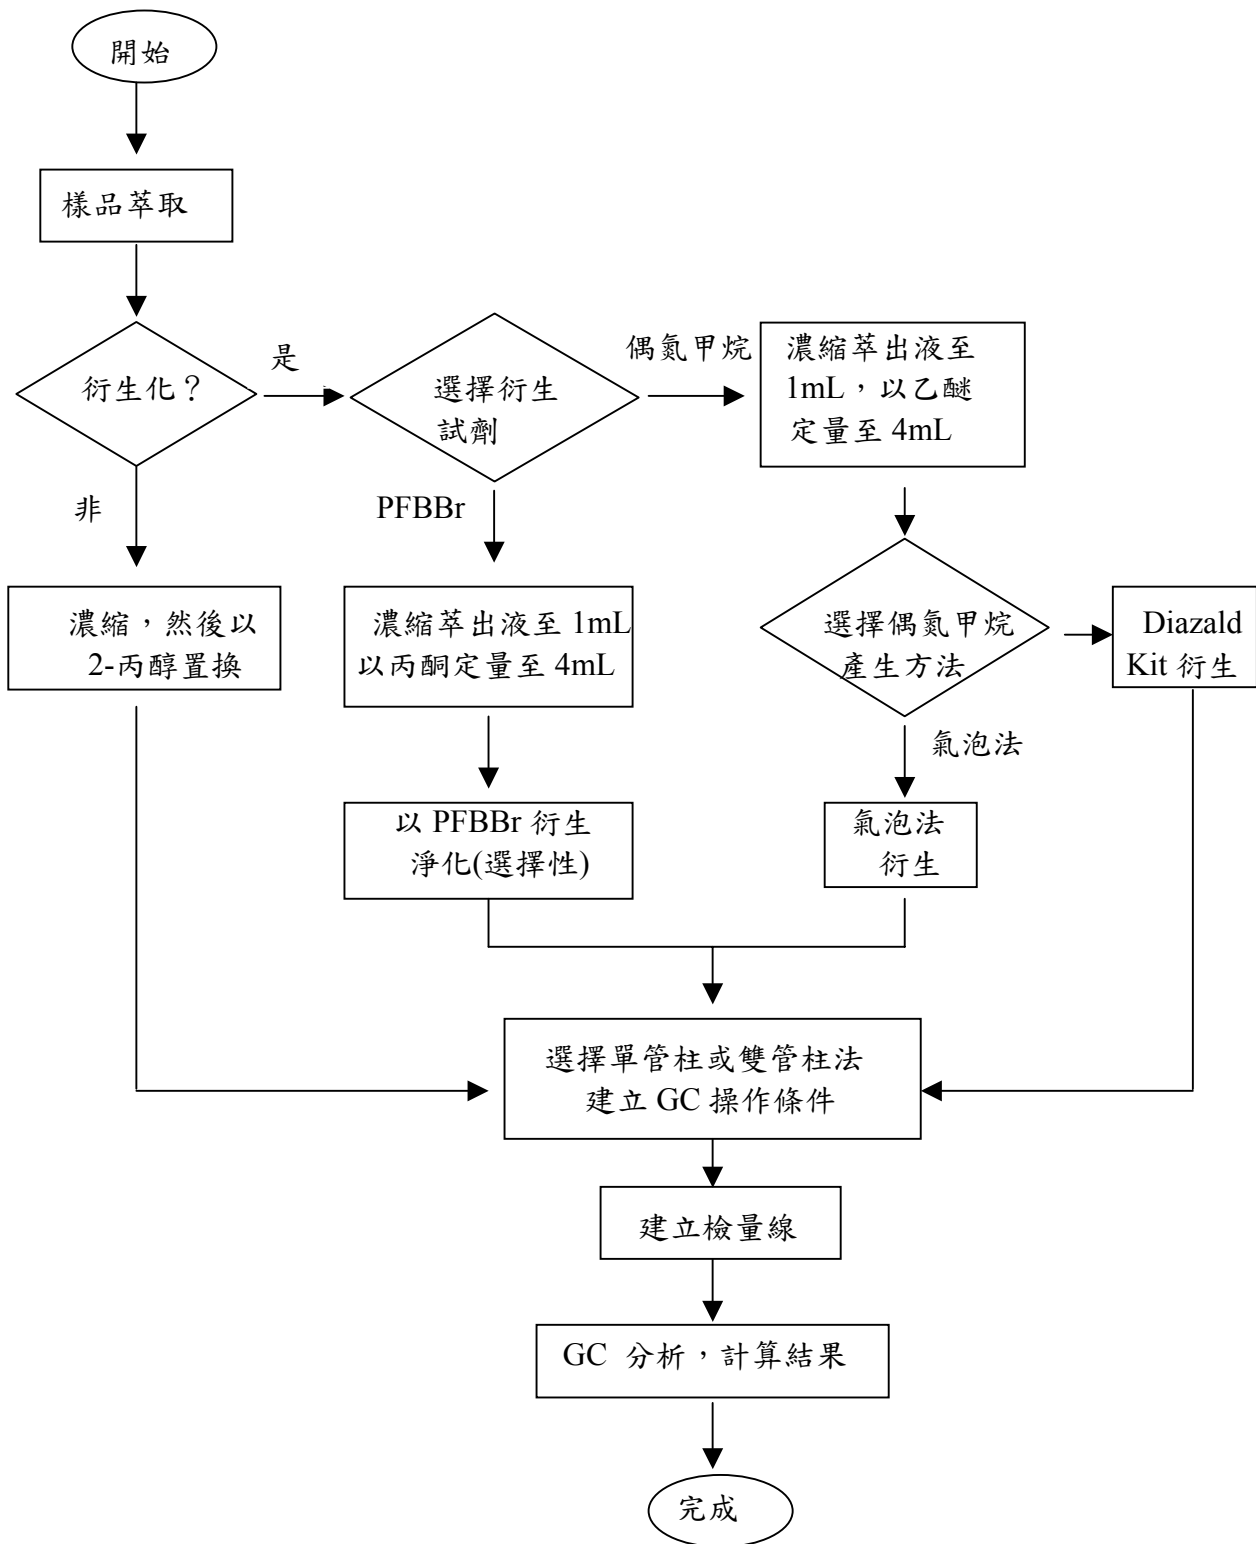 開始
樣品萃取
衍生化？
是
選擇衍生
試劑
偶氮甲烷
濃縮萃出液至
1mL，以乙醚
定量至 4mL
非
PFBBr
濃縮，然後以
2-丙醇置換
濃縮萃出液至 1mL
以丙酮定量至 4mL
選擇偶氮甲烷
產生方法
Diazald
Kit 衍生
氣泡法
以 PFBBr 衍生
淨化(選擇性)
氣泡法
衍生
選擇單管柱或雙管柱法
建立 GC 操作條件
建立檢量線
GC 分析，計算結果
完成